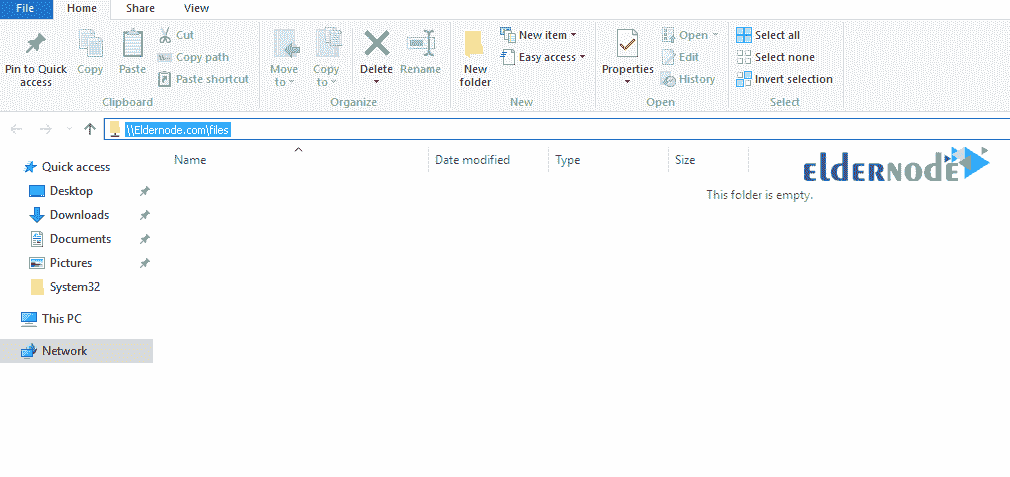 File Home Share View
Pin to Quick access
Copy
Paste
Cut
Copy path
Paste shortcut
Clipboard
Move to
Copy to
Delete
Rename
Organize
New folder
New item
Easy access
New
Properties
Open
Edit
History
Open
Select all
Select none
Invert selection
Select
\\Eldernode.com\files
Quick access
Desktop
Downloads
Documents
Pictures
System32
This PC
Network
Name Date modified Type Size
This folder is empty.
elderNode